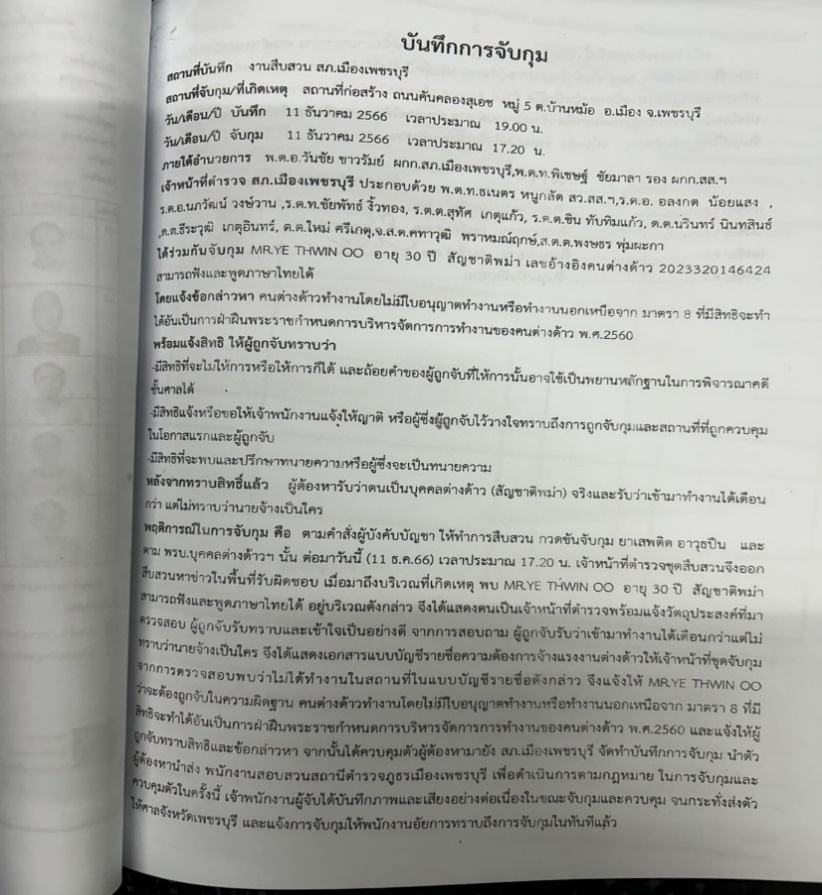 บันทึกการจับกุม
สถานที่บันทึก งานสืบสวน สภ.เมืองเพชรบุรี
สถานที่จับกุม/ที่เกิดเหตุ สถานที่ก่อสร้าง ถนนคันคลองสุเอช หมู่ 5 ต.บ้านหม้อ อ.เมือง จ.เพชรบุรี
วัน/เดือน/ปี บันทึก 11 ธันวาคม 2566 เวลาประมาณ 19.00 น.
วัน/เดือน/ปี จับกุม 11 ธันวาคม 2566 เวลาประมาณ 17.20 น.
ภายใต้อำนวยการ พ.ต.อ.วันชัย ขาวรัมย์ ผกก.สภ.เมืองเพชรบุรี,พ.ต.ท.พิเชษฐ์ ชัยมาลา รอง ผกก.สส.ฯ
เจ้าหน้าที่ตำรวจ สภ.เมืองเพชรบุรี ประกอบด้วย พ.ต.ท.ธเนตร หนูกลัด สว.สส.ฯ,ร.ต.อ. อลงกต น้อยแสง ,
ร.ต.อ.นภวัฒน์ วงษ์วาน ,ร.ต.ท.ชัยพัทธ์ งิ้วทอง, ร.ต.ต.สุทัศ เกตุแก้ว, ร.ต.ต.ชิน ทับทิมแก้ว, ด.ต.นรินทร์ นินทสินธ์
,ด.ต.ธีระวุฒิ เกตุอินทร์, ด.ต.ใหม่ ศรีเกตุ,จ.ส.ต.คทาวุฒิ พราหมณ์ฤกษ์,ส.ต.ต.พงษธร พุ่มผะกา
ได้ร่วมกันจับกุม MR.YE THWIN OO อายุ 30 ปี สัญชาติพม่า เลขอ้างอิงคนต่างด้าว 2023320146424
สามารถฟังและพูดภาษาไทยได้
โดยแจ้งข้อกล่าวหา คนต่างด้าวทำงานโดยไม่มีใบอนุญาตทำงานหรือทำงานนอกเหนือจาก มาตรา 8 ที่มีสิทธิจะทำ
ได้อันเป็นการฝ่าฝืนพระราชกำหนดการบริหารจัดการการทำงานของคนต่างด้าว พ.ศ.2560
พร้อมแจ้งสิทธิ ให้ผู้ถูกจับทราบว่า
-มีสิทธิที่จะไม่ให้การหรือให้การก็ได้ และถ้อยคำของผู้ถูกจับที่ให้การนั้นอาจใช้เป็นพยานหลักฐานในการพิจารณาคดี
ชั้นศาลได้
-มีสิทธิแจ้งหรือขอให้เจ้าพนักงานแจ้งให้ญาติ หรือผู้ซึ่งผู้ถูกจับไว้วางใจทราบถึงการถูกจับกุมและสถานที่ที่ถูกควบคุม
ในโอกาสแรกและผู้ถูกจับ
-มีสิทธิที่จะพบและปรึกษาทนายความหรือผู้ซึ่งจะเป็นทนายความ
หลังจากทราบสิทธิ์แล้ว ผู้ต้องหารับว่าตนเป็นบุคคลต่างด้าว (สัญชาติพม่า) จริงและรับว่าเข้ามาทำงานได้เดือน
กว่า แต่ไม่ทราบว่านายจ้างเป็นใคร
พฤติการณ์ในการจับกุม คือ ตามคำสั่งผู้บังคับบัญชา ให้ทำการสืบสวน กวดขันจับกุม ยาเสพติด อาวุธปืน และ
ตาม พรบ.บุคคลต่างด้าวฯ นั้น ต่อมาวันนี้ (11 ธ.ค.66) เวลาประมาณ 17.20 น. เจ้าหน้าที่ตำรวจชุดสืบสวนจึงออก
สืบสวนหาข่าวในพื้นที่รับผิดชอบ เมื่อมาถึงบริเวณที่เกิดเหตุ พบ MR.YE THWIN OO อายุ 30 ปี สัญชาติพม่า
สามารถฟังและพูดภาษาไทยได้ อยู่บริเวณดังกล่าว จึงได้แสดงตนเป็นเจ้าหน้าที่ตำรวจพร้อมแจ้งวัตถุประสงค์ที่มา
ตรวจสอบ ผู้ถูกจับรับทราบและเข้าใจเป็นอย่างดี จากการสอบถาม ผู้ถูกจับรับว่าเข้ามาทำงานได้เดือนกว่าแต่ไม่
ทราบว่านายจ้างเป็นใคร จึงได้แสดงเอกสารแบบบัญชีรายชื่อความต้องการจ้างแรงงานต่างด้าวให้เจ้าหน้าที่ชุดจับกุม
จากการตรวจสอบพบว่าไม่ได้ทำงานในสถานที่ในแบบบัญชีรายชื่อดังกล่าว จึงแจ้งให้ MR.YE THWIN OO
ว่าจะต้องถูกจับในความผิดฐาน คนต่างด้าวทำงานโดยไม่มีใบอนุญาตทำงานหรือทำงานนอกเหนือจาก มาตรา 8 ที่มี
สิทธิจะทำได้อันเป็นการฝ่าฝืนพระราชกำหนดการบริหารจัดการการทำงานของคนต่างด้าว พ.ศ.2560 และแจ้งให้ผู้
ถูกจับทราบสิทธิและข้อกล่าวหา จากนั้นได้ควบคุมตัวผู้ต้องหามายัง สภ.เมืองเพชรบุรี จัดทำบันทึกการจับกุม นำตัว
ผู้ต้องหานำส่ง พนักงานสอบสวนสถานีตำรวจภูธรเมืองเพชรบุรี เพื่อดำเนินการตามกฎหมาย ในการจับกุมและ
ควบคุมตัวในครั้งนี้ เจ้าพนักงานผู้จับได้บันทึกภาพและเสียงอย่างต่อเนื่องในขณะจับกุมและควบคุม จนกระทั่งส่งตัว
ให้ศาลจังหวัดเพชรบุรี และแจ้งการจับกุมให้พนักงานอัยการทราบถึงการจับกุมในทันทีแล้ว